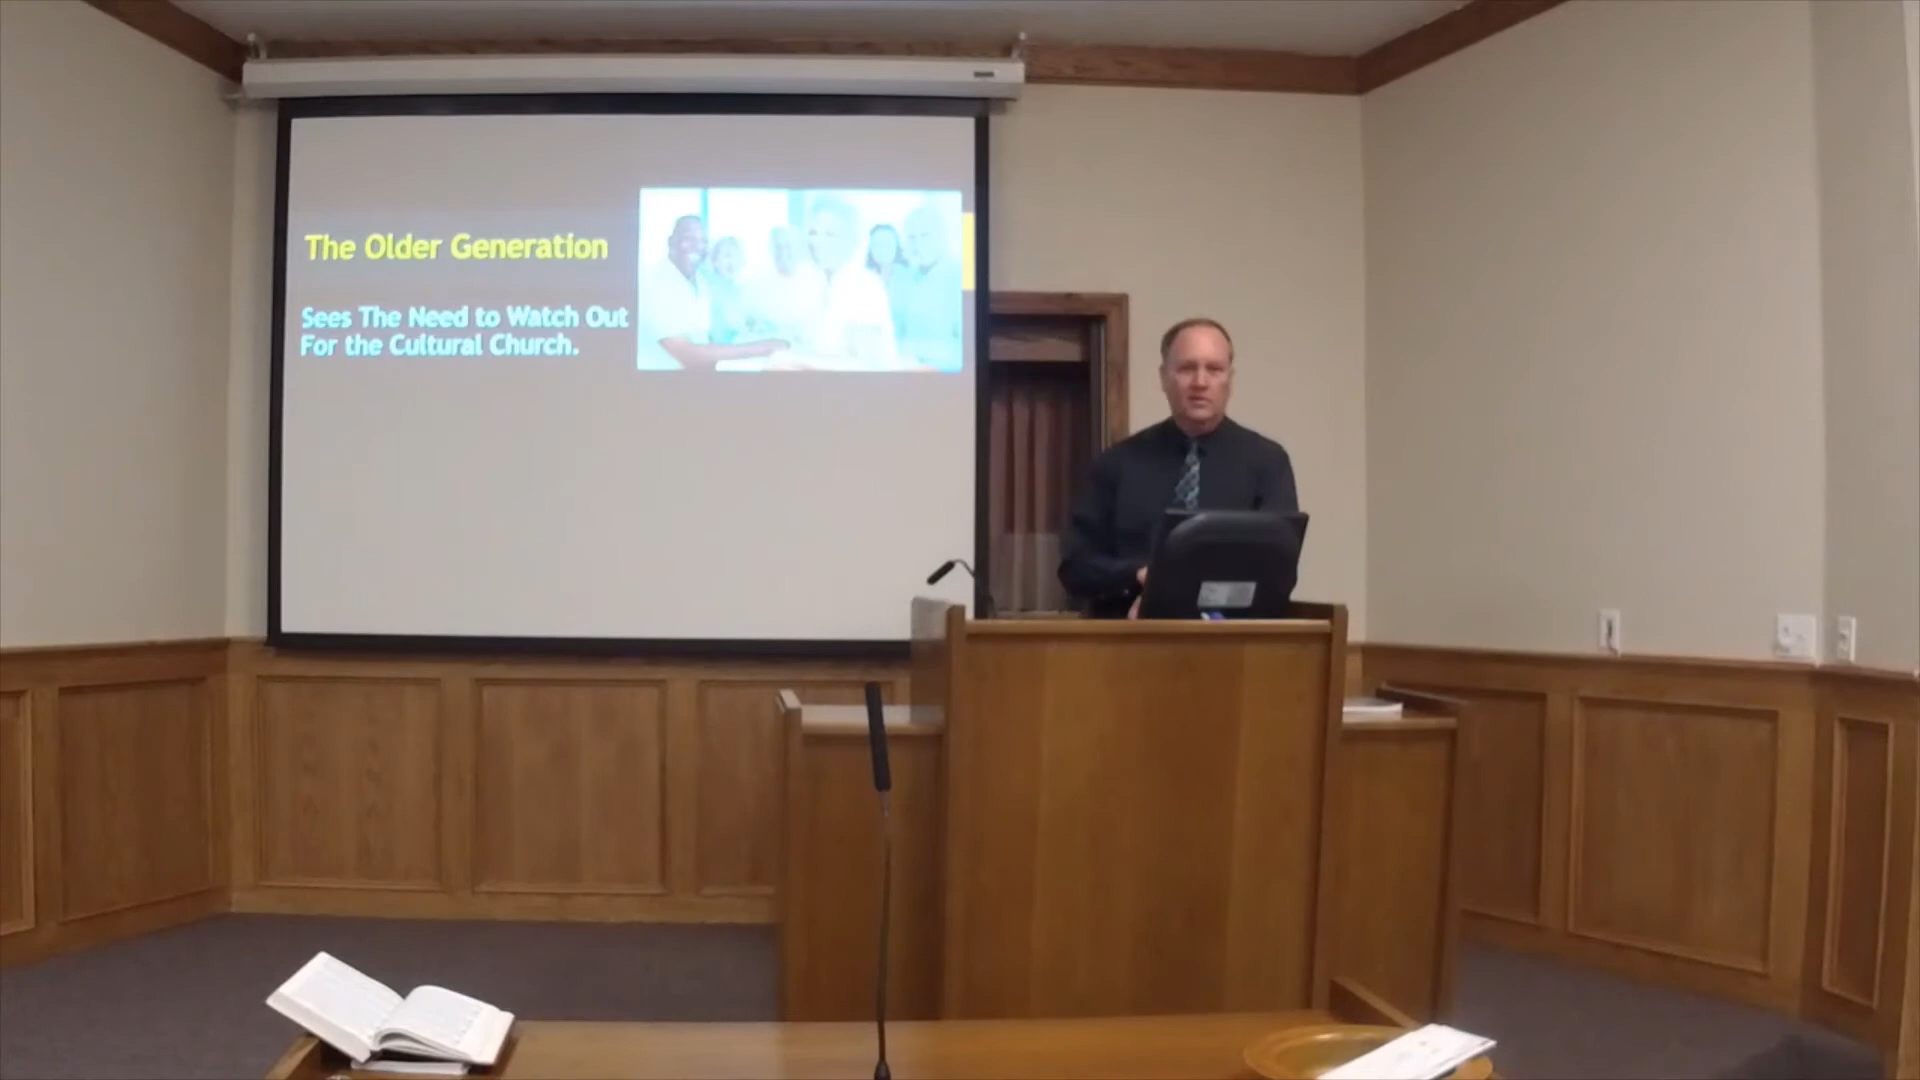 The Older Generation
Sees The Need to Watch Out
For the Cultural Church.